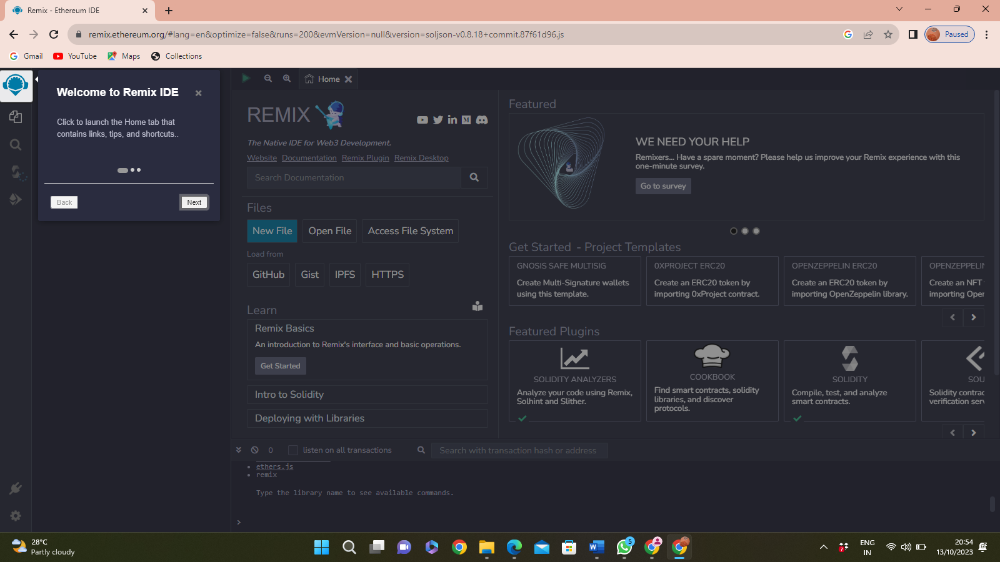 Remix - Ethereum IDE
remix.ethereum.org/#lang=en&optimize=false&runs=200&evmVersion=null&version=soljson-v0.8.18+commit.87f61d96.js
Paused
Gmail
YouTube
Maps
Collections
Welcome to Remix IDE
Click to launch the Home tab that
contains links, tips, and shortcuts..
Back
Next
Home
REMIX
The Native IDE for Web3 Development.
Website Documentation Remix Plugin Remix Desktop
Search Documentation
Files
New File
Open File
Access File System
Load from
GitHub
Gist
IPFS
HTTPS
Learn
Remix Basics
An introduction to Remix's interface and basic operations.
Get Started
Intro to Solidity
Deploying with Libraries
Featured
WE NEED YOUR HELP
Remixers... Have a spare moment? Please help us improve your Remix experience with this
one-minute survey.
Go to survey
Get Started - Project Templates
GNOSIS SAFE MULTISIG
Create Multi-Signature wallets
using this template.
0XPROJECT ERC20
Create an ERC20 token by
importing 0xProject contract.
OPENZEPPELIN ERC20
Create an ERC20 token by
importing OpenZeppelin library.
OPENZEPPELIN
Create an NFT
importing Oper
Featured Plugins
SOLIDITY ANALYZERS
Analyze your code using Remix,
Solhint and Slither.
COOKBOOK
Find smart contracts, solidity
libraries, and discover
protocols.
SOLIDITY
Compile, test, and analyze
smart contracts.
SOU
Solidity contrac
verification serv
0
listen on all transactions
Search with transaction hash or address
ethers.js
remix
Type the library name to see available commands.
>
28°C
Partly cloudy
5
7
ENG
IN
20:54
13/10/2023